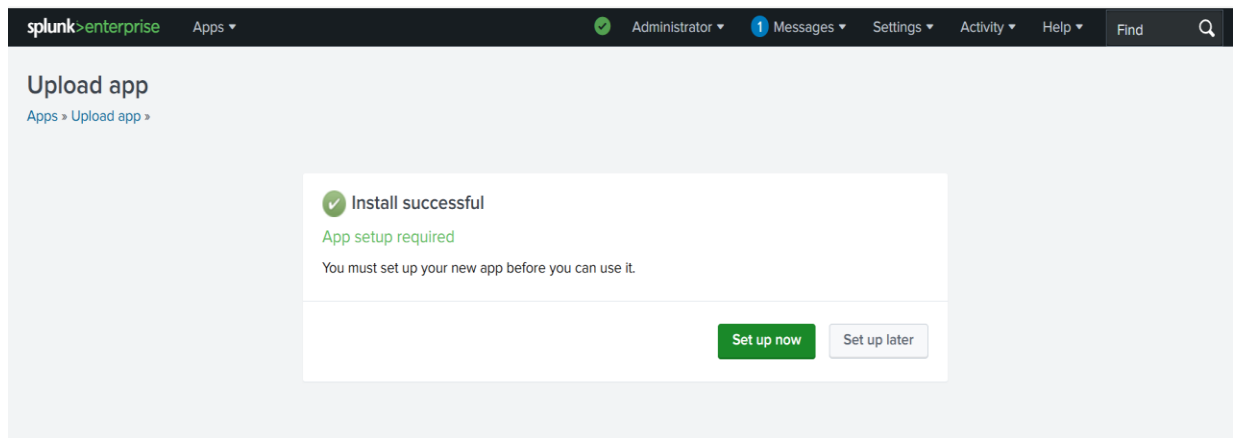 splunk>enterprise Apps ▾ Administrator ▾ 1 Messages ▾ Settings ▾ Activity ▾ Help ▾ Find
Upload app
Apps » Upload app »
Install successful
App setup required
You must set up your new app before you can use it.
Set up now Set up later